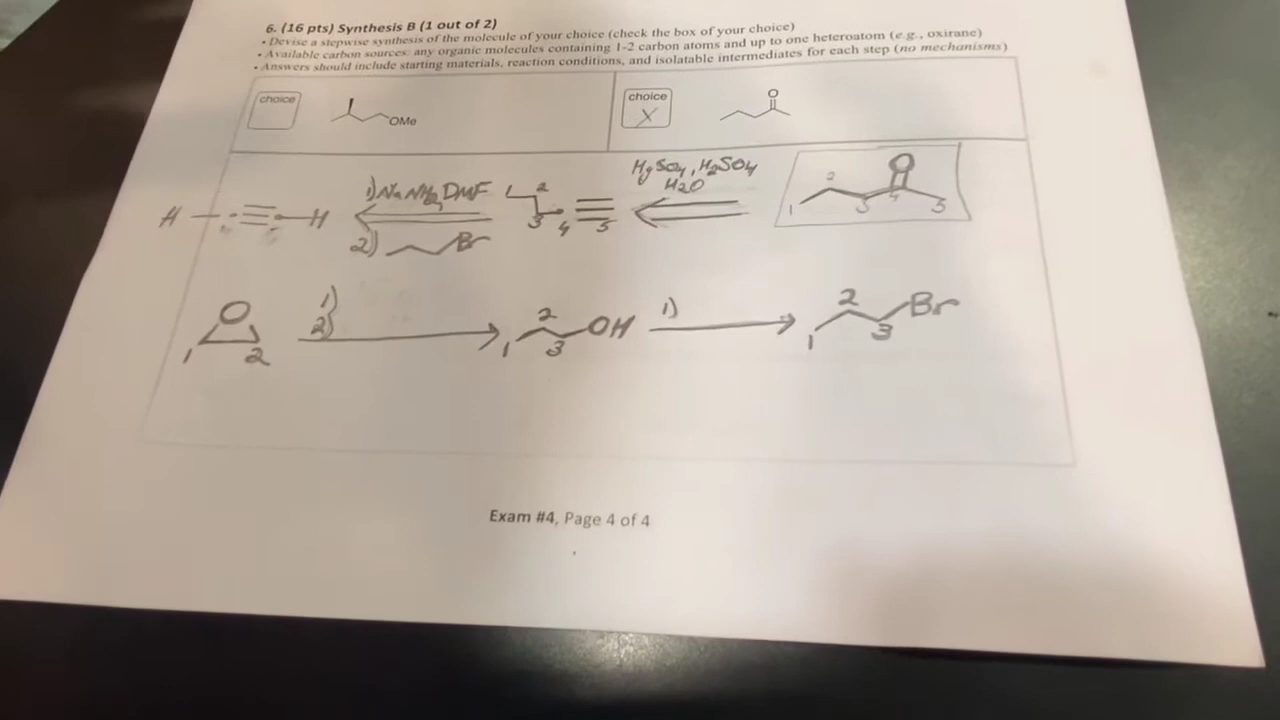 6. (16 pts) Synthesis B (1 out of 2)
• Devise a stepwise synthesis of the molecule of your choice (check the box of your choice)
• Available carbon sources: any organic molecules containing 1-2 carbon atoms and up to one heteroatom (e.g., oxirane)
• Answers should include starting materials, reaction conditions, and isolatable intermediates for each step (no mechanisms)
choice
OMe
choice
X
O
HgSO4, H2SO4
H2O
1) NaNH2, DMF
2) Br
H H
1 2 3 4 5
O
1 2 3 4 5
O
1 2
1)
2)
1 2 3 OH
1)
1 2 3 Br
Exam #4, Page 4 of 4